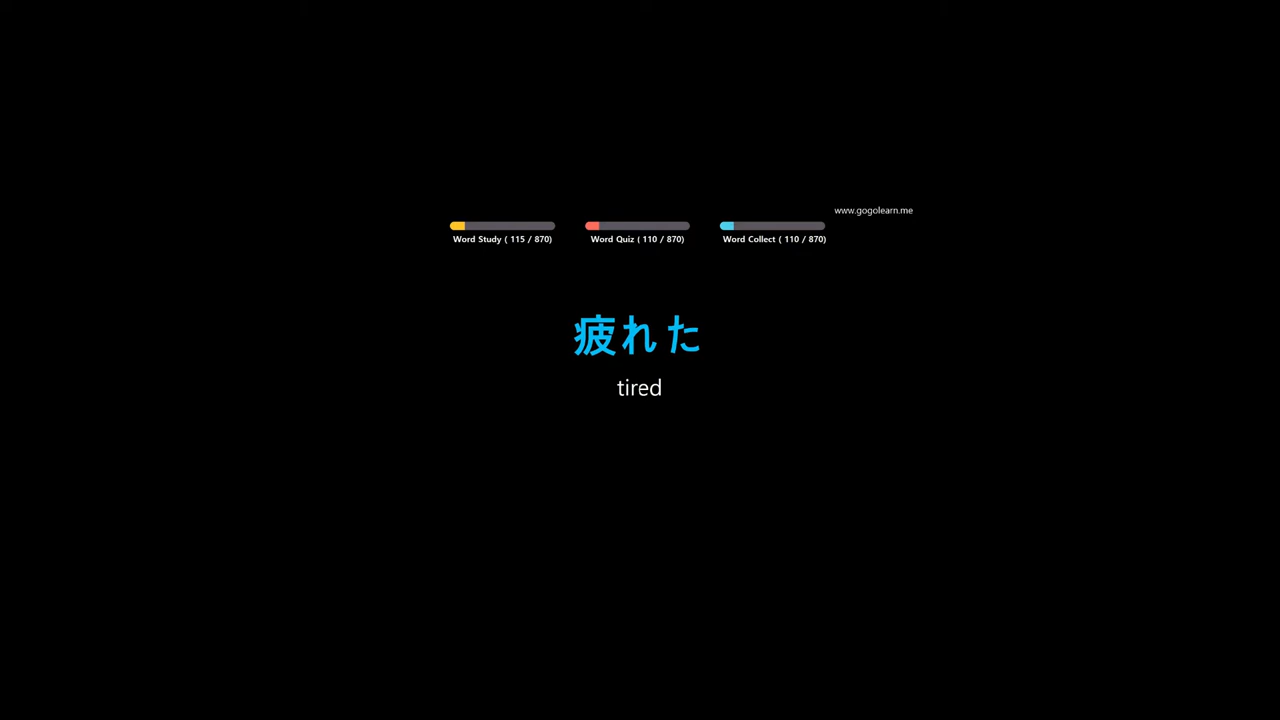 www.gogolearn.me
Word Study ( 115 / 870)
Word Quiz ( 110 / 870)
Word Collect ( 110 / 870)
疲れた
tired